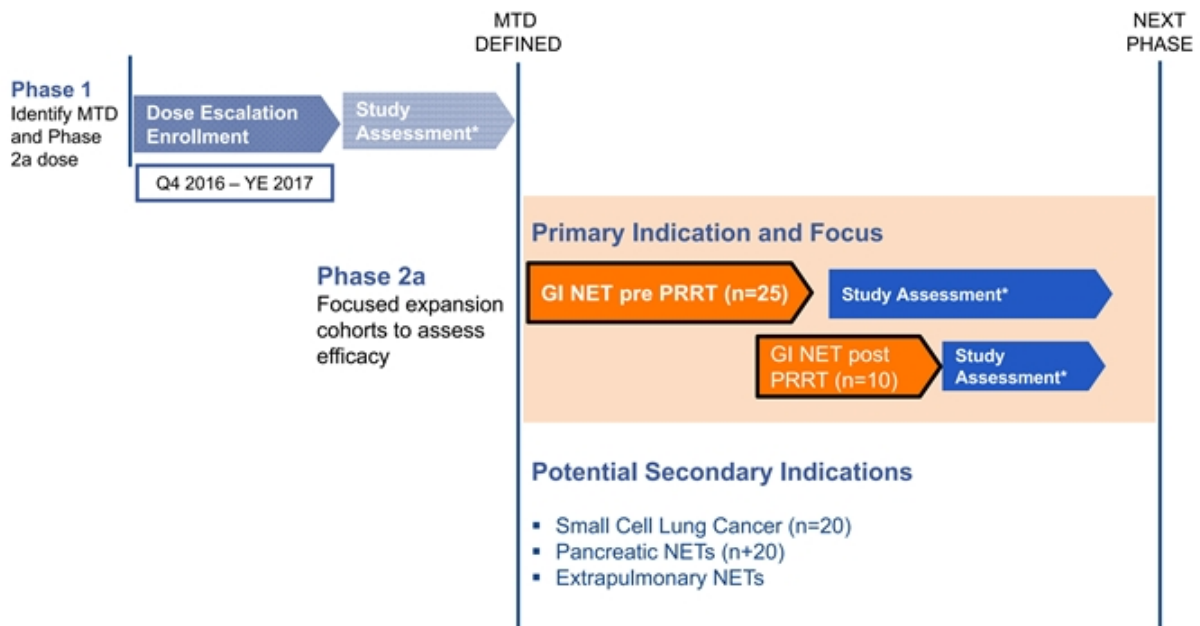 MTD
DEFINED
NEXT
PHASE
Phase 1
Identify MTD
and Phase
2a dose
Dose Escalation
Enrollment
Study
Assessment*
Q4 2016 – YE 2017
Primary Indication and Focus
Phase 2a
Focused expansion
cohorts to assess
efficacy
GI NET pre PRRT (n=25)
Study Assessment*
GI NET post
PRRT (n=10)
Study
Assessment*
Potential Secondary Indications
▪ Small Cell Lung Cancer (n=20)
▪ Pancreatic NETs (n+20)
▪ Extrapulmonary NETs